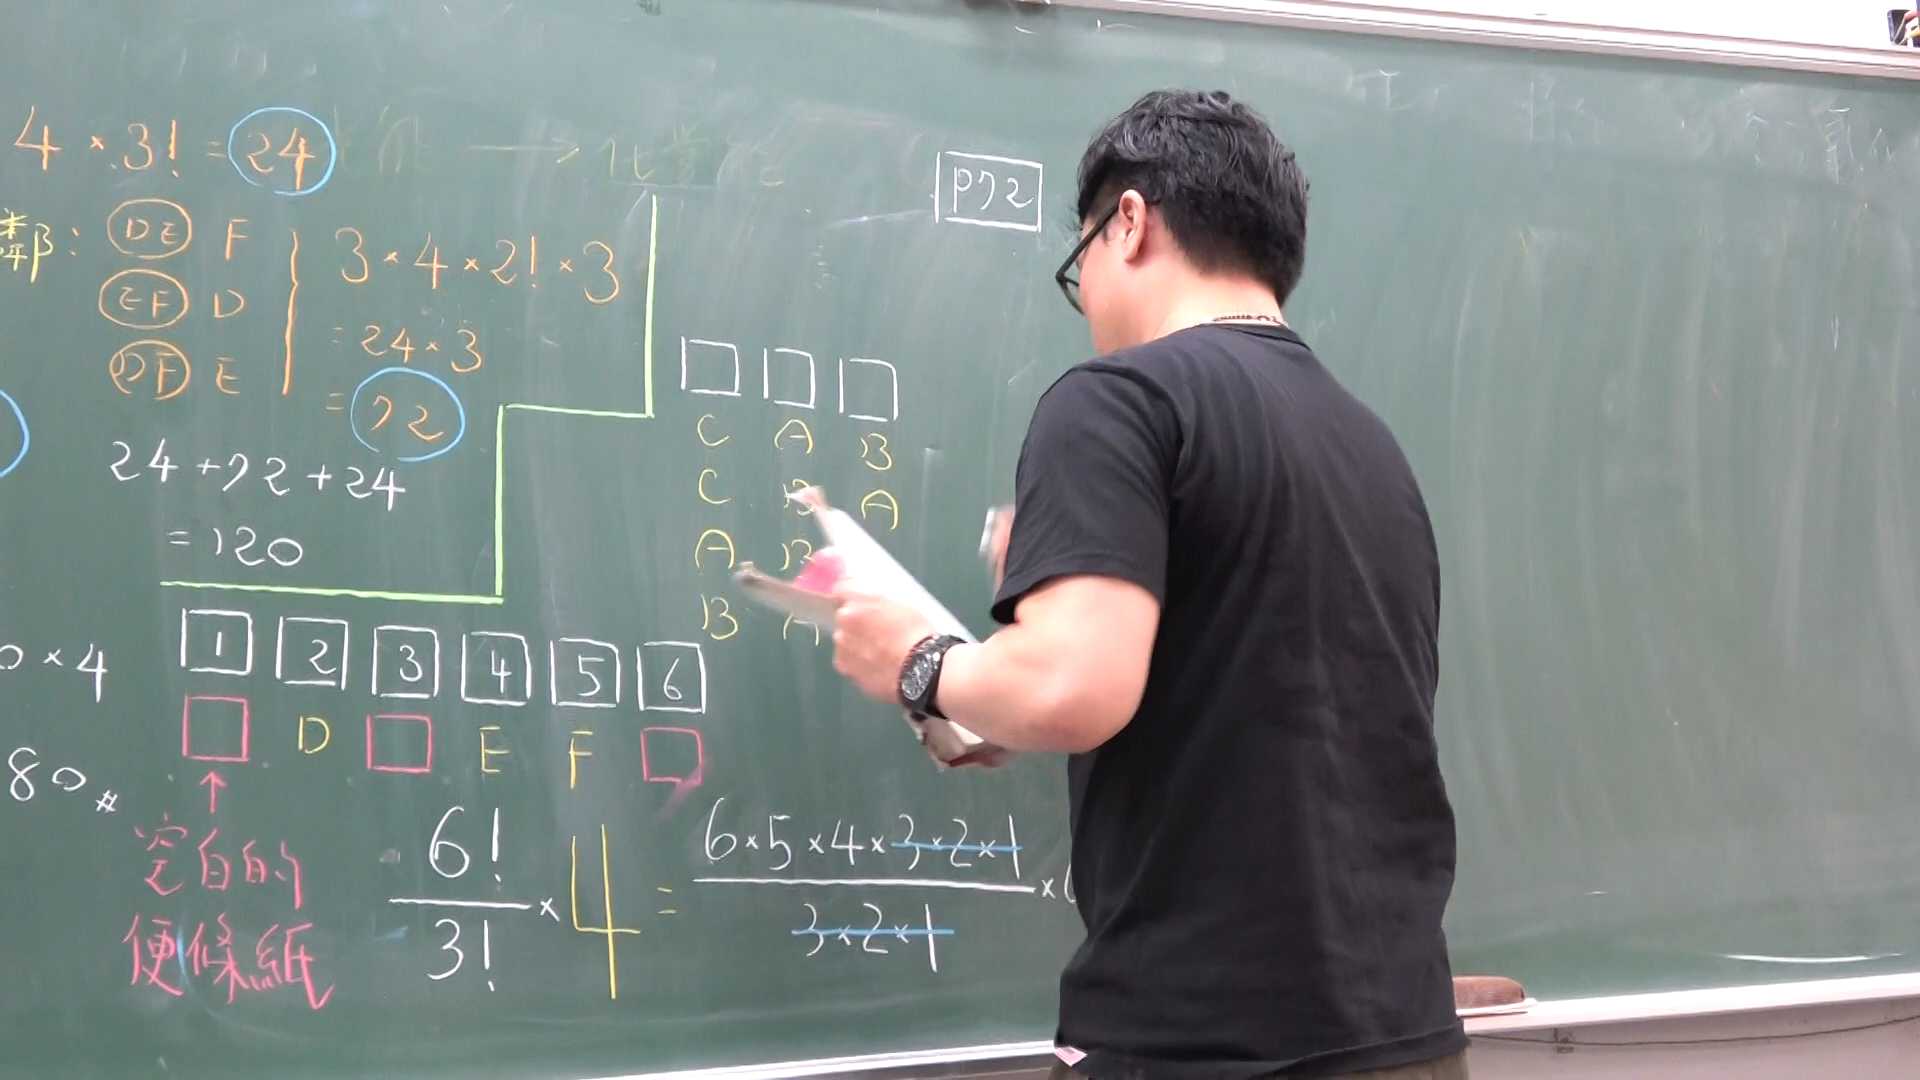 4 × 3! = 24
鄰: DE F
EF D
DF E
3 × 4 × 2! × 3
= 24 × 3
= 72
24 + 72 + 24
= 120
P72
C A B
C B A
A B
B A
0 × 4
80 #
1 2 3 4 5 6
D E F
↑
空白的
便條紙
6!/3! × 4 = 6×5×4×3×2×1/3×2×1 ×